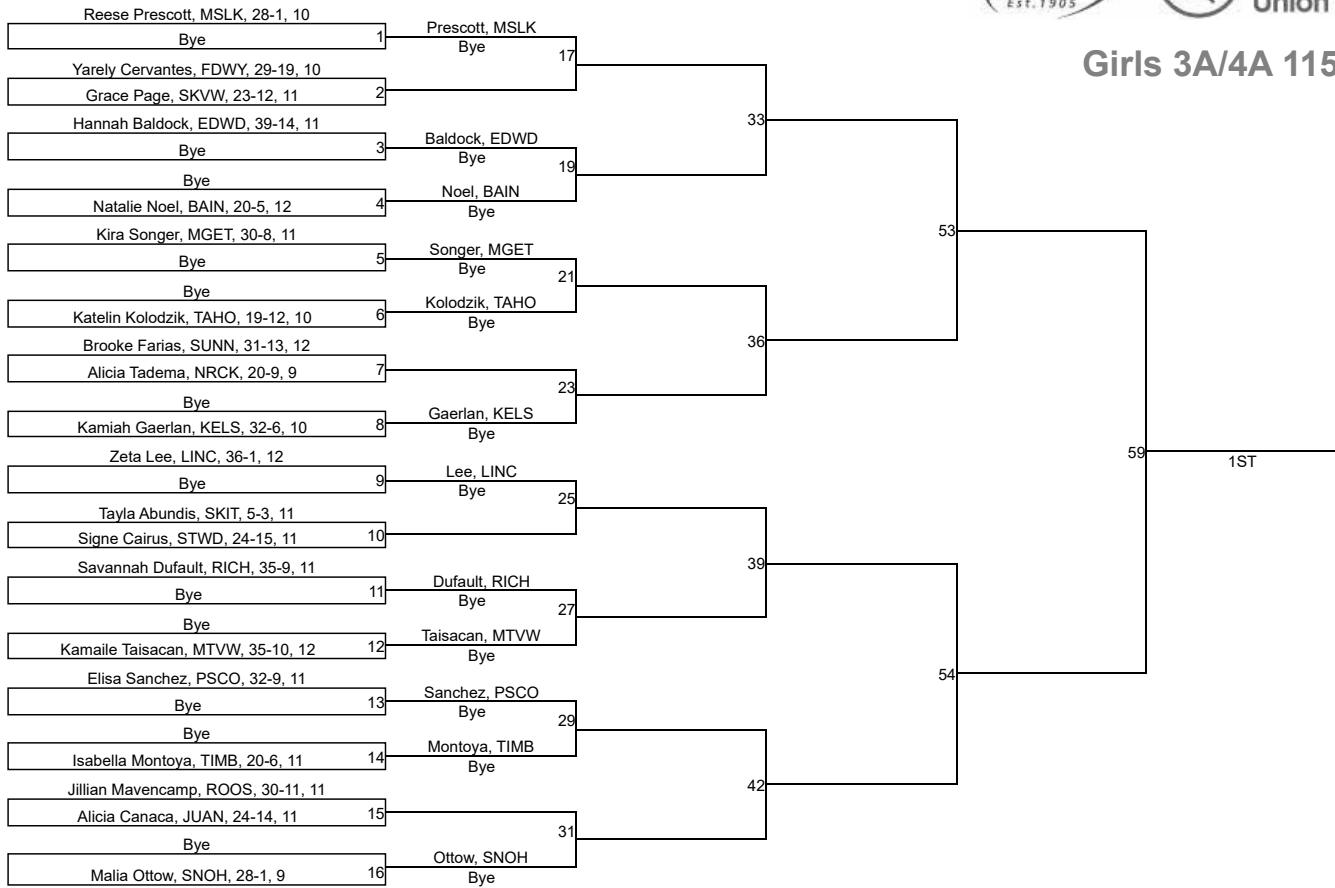 Est. 1905
Union
Girls 3A/4A 115
Reese Prescott, MSLK, 28-1, 10
Bye
1
Prescott, MSLK
Bye
17
Yarely Cervantes, FDWY, 29-19, 10
Grace Page, SKVW, 23-12, 11
2
33
Hannah Baldock, EDWD, 39-14, 11
Bye
3
Baldock, EDWD
Bye
19
Bye
Natalie Noel, BAIN, 20-5, 12
4
Noel, BAIN
Bye
53
Kira Songer, MGET, 30-8, 11
Bye
5
Songer, MGET
Bye
21
Bye
Katelin Kolodzik, TAHO, 19-12, 10
6
Kolodzik, TAHO
Bye
36
Brooke Farias, SUNN, 31-13, 12
Alicia Tadema, NRCK, 20-9, 9
7
23
Bye
Kamiah Gaerlan, KELS, 32-6, 10
8
Gaerlan, KELS
Bye
59
1ST
Zeta Lee, LINC, 36-1, 12
Bye
9
Lee, LINC
Bye
25
Tayla Abundis, SKIT, 5-3, 11
Signe Cairus, STWD, 24-15, 11
10
39
Savannah Dufault, RICH, 35-9, 11
Bye
11
Dufault, RICH
Bye
27
Bye
Kamaile Taisacan, MTVW, 35-10, 12
12
Taisacan, MTVW
Bye
54
Elisa Sanchez, PSCO, 32-9, 11
Bye
13
Sanchez, PSCO
Bye
29
Bye
Isabella Montoya, TIMB, 20-6, 11
14
Montoya, TIMB
Bye
42
Jillian Mavencamp, ROOS, 30-11, 11
Alicia Canaca, JUAN, 24-14, 11
15
31
Bye
Malia Ottow, SNOH, 28-1, 9
16
Ottow, SNOH
Bye